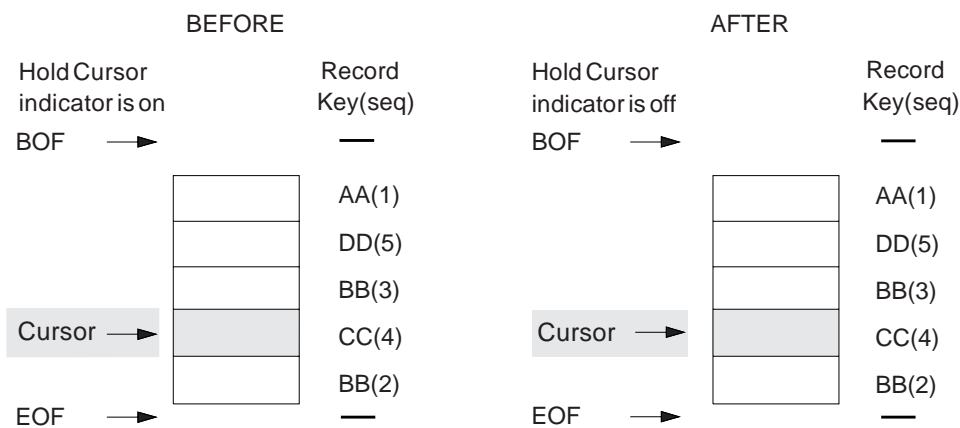 BEFORE
Hold Cursor
indicator is on
Record
Key(seq)
BOF
AA(1)
DD(5)
BB(3)
Cursor
CC(4)
BB(2)
EOF
AFTER
Hold Cursor
indicator is off
Record
Key(seq)
BOF
AA(1)
DD(5)
BB(3)
Cursor
CC(4)
BB(2)
EOF